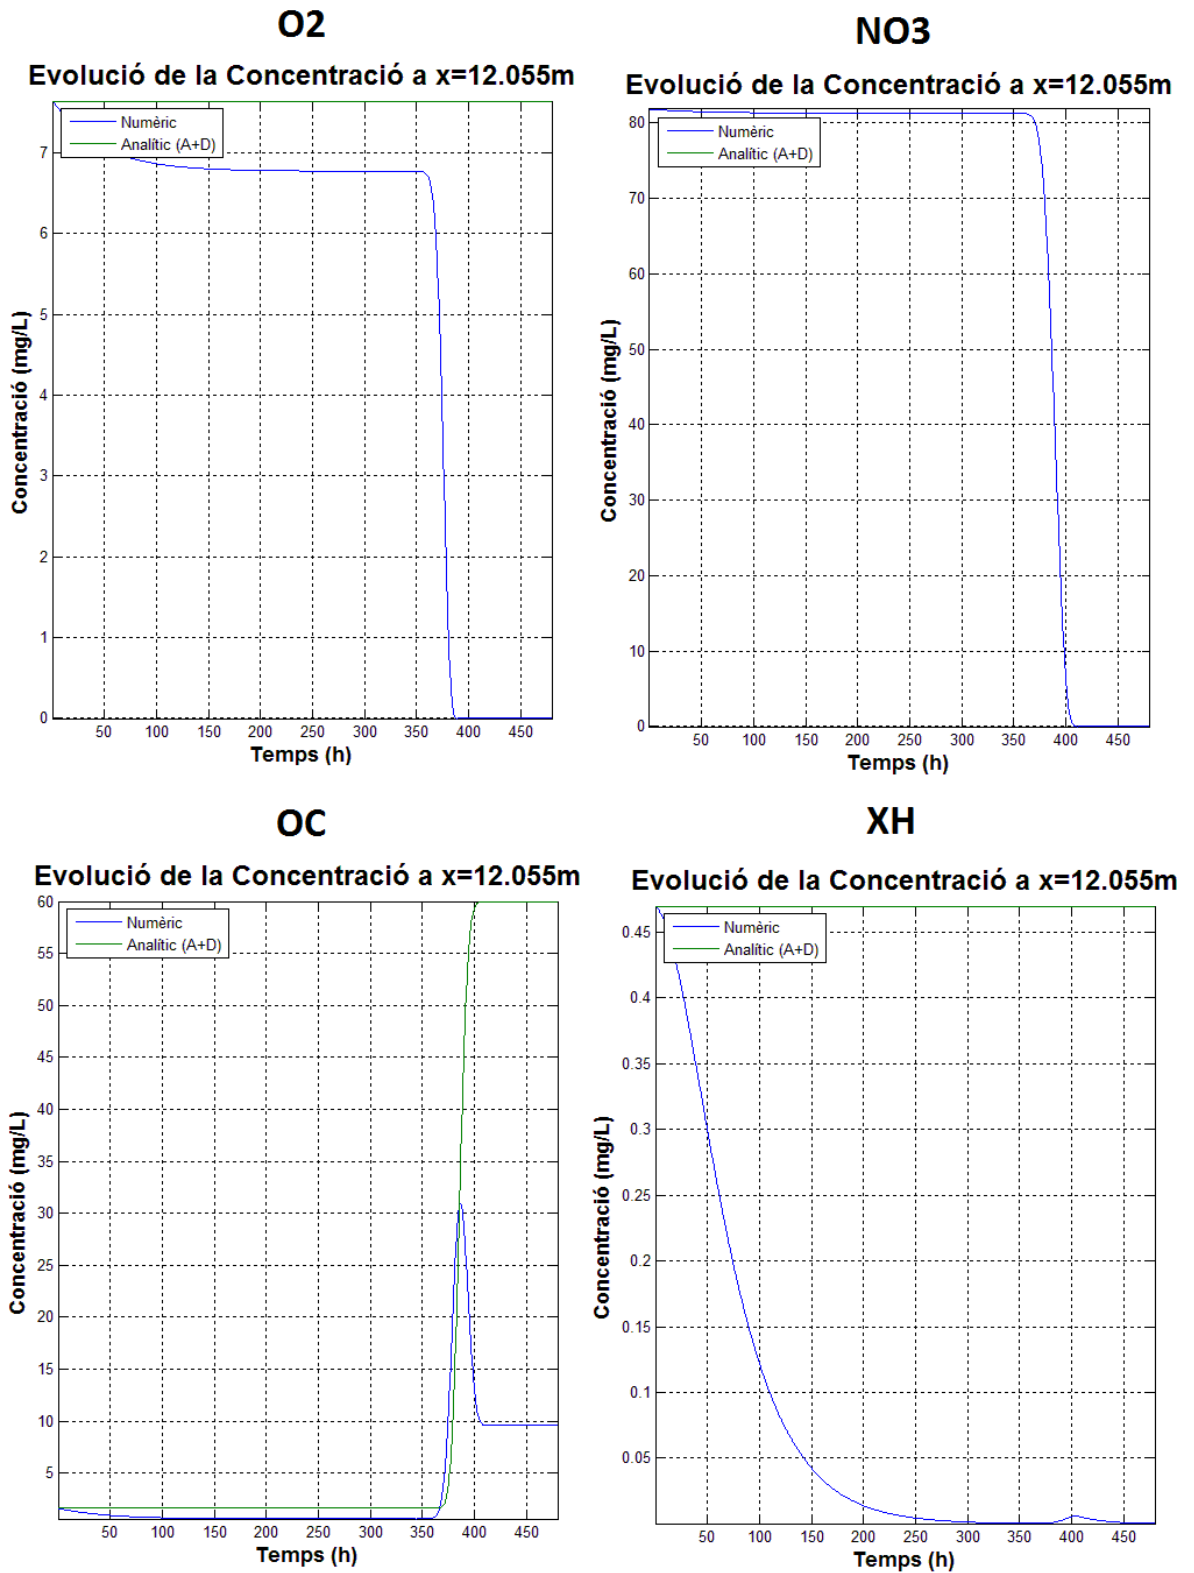 O2
Evolució de la Concentració a x=12.055m
Numèric
Analític (A+D)
7
6
5
4
3
2
1
0
Concentració (mg/L)
50 100 150 200 250 300 350 400 450
Temps (h)
NO3
Evolució de la Concentració a x=12.055m
Numèric
Analític (A+D)
80
70
60
50
40
30
20
10
0
Concentració (mg/L)
50 100 150 200 250 300 350 400 450
Temps (h)
OC
Evolució de la Concentració a x=12.055m
Numèric
Analític (A+D)
60
55
50
45
40
35
30
25
20
15
10
5
Concentració (mg/L)
50 100 150 200 250 300 350 400 450
Temps (h)
XH
Evolució de la Concentració a x=12.055m
Numèric
Analític (A+D)
0.45
0.4
0.35
0.3
0.25
0.2
0.15
0.1
0.05
Concentració (mg/L)
50 100 150 200 250 300 350 400 450
Temps (h)